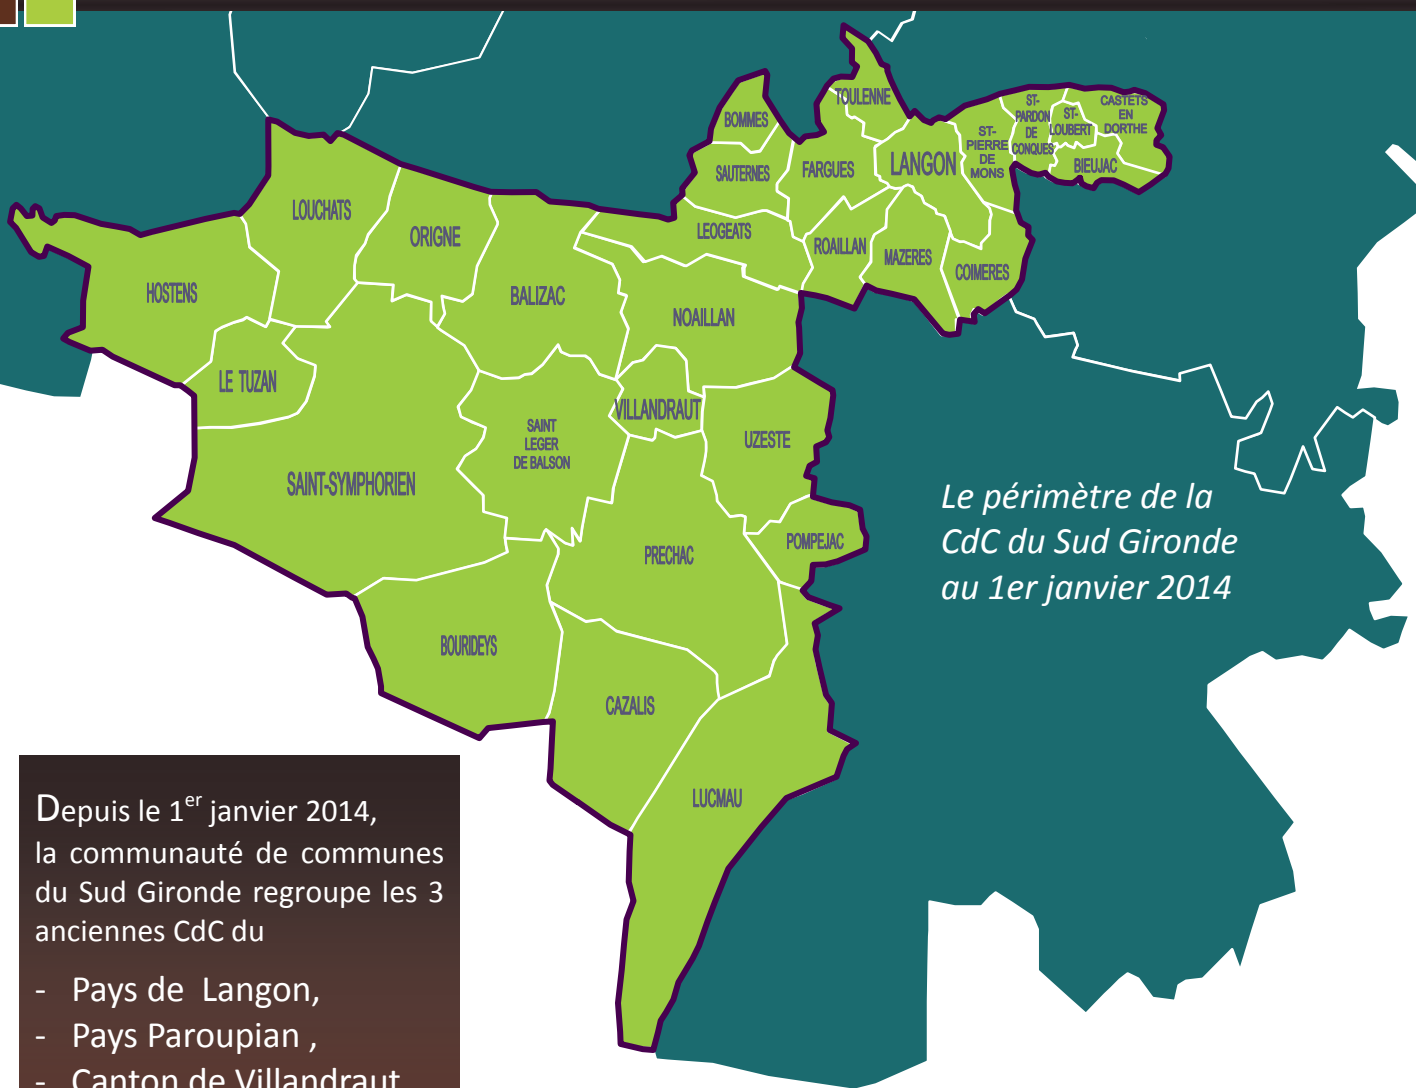 TOULENNE
BOMMES
ST-
PARDON
DE
CONQUES
ST-
LOUBERT
CASTETS
EN
DORTHE
ST-
PIERRE
DE
MONS
BIEUJAC
SAUTERNES
FARGUES
LANGON
LOUCHATS
ORIGNE
LEOGEATS
ROAILLAN
MAZERES
COIMERES
HOSTENS
BALIZAC
NOAILLAN
LE TUZAN
VILLANDRAUT
SAINT
LEGER
DE BALSON
UZESTE
SAINT-SYMPHORIEN
POMPEJAC
PRECHAC
BOURIDEYS
CAZALIS
LUCMAU
Le périmètre de la
CdC du Sud Gironde
au 1er janvier 2014
Depuis le 1er janvier 2014,
la communauté de communes
du Sud Gironde regroupe les 3
anciennes CdC du
- Pays de Langon,
- Pays Paroupian ,
- Canton de Villandraut